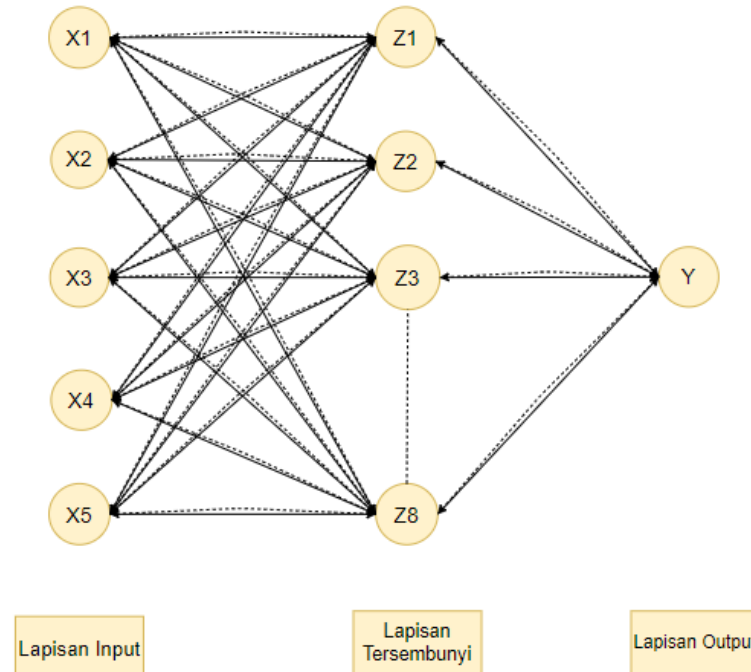 X1
Z1
X2
Z2
X3
Z3
Y
X4
X5
Z8
Lapisan Input
Lapisan
Tersembunyi
Lapisan Outpu